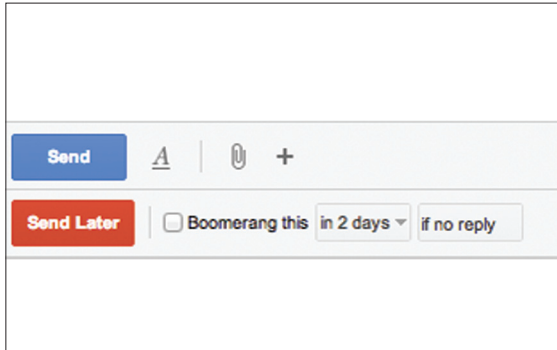 Send A +
Send Later Boomerang this in 2 days if no reply